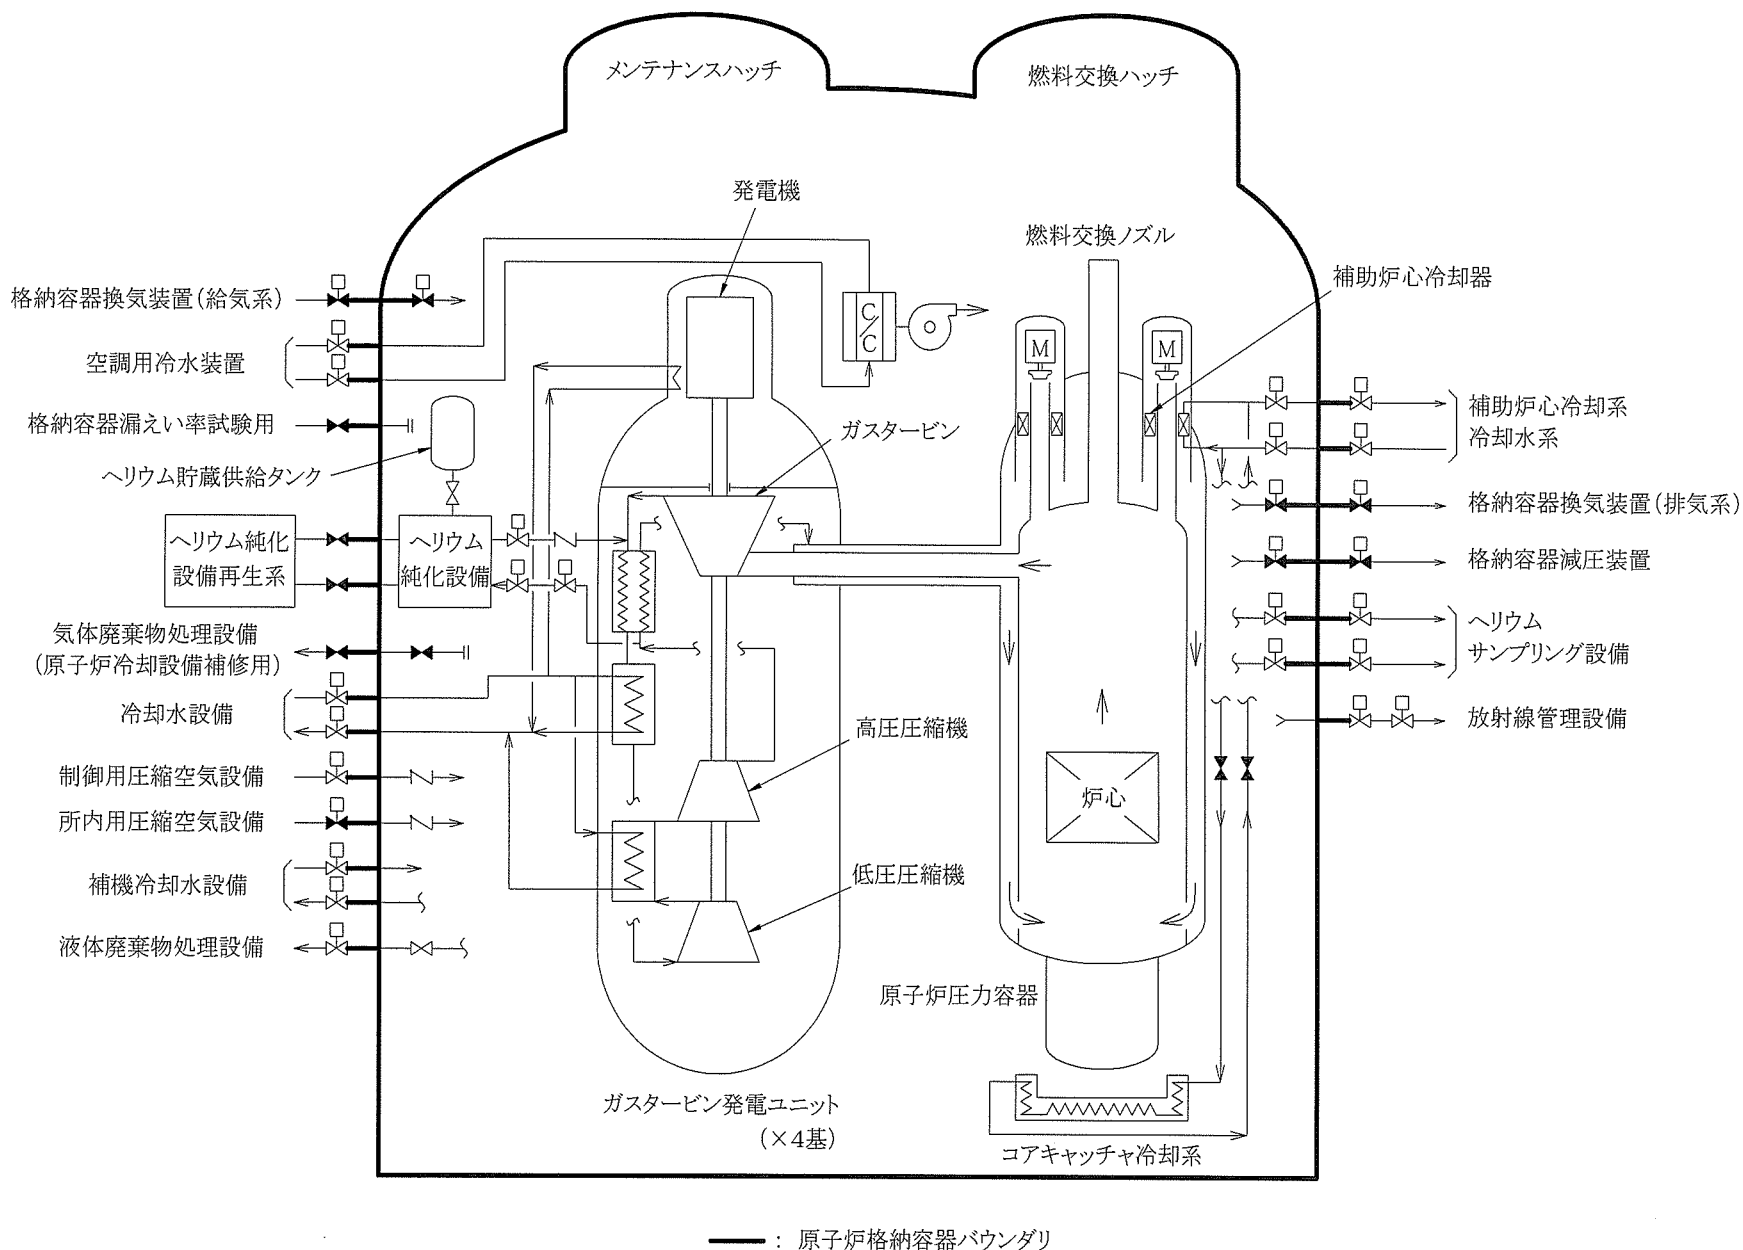 メンテナンスハッチ
燃料交換ハッチ
発電機
燃料交換ノズル
補助炉心冷却器
格納容器換気装置(給気系)
C/C
M
M
空調用冷水装置
格納容器漏えい率試験用
ガスタービン
補助炉心冷却系
冷却水系
ヘリウム貯蔵供給タンク
格納容器換気装置(排気系)
ヘリウム純化
設備再生系
ヘリウム
純化設備
格納容器減圧装置
気体廃棄物処理設備
(原子炉冷却設備補修用)
ヘリウム
サンプリング設備
冷却水設備
高圧圧縮機
放射線管理設備
制御用圧縮空気設備
炉心
所内用圧縮空気設備
補機冷却水設備
低圧圧縮機
液体廃棄物処理設備
原子炉圧力容器
ガスタービン発電ユニット
(×4基)
コアキャッチャ冷却系
: 原子炉格納容器バウンダリ